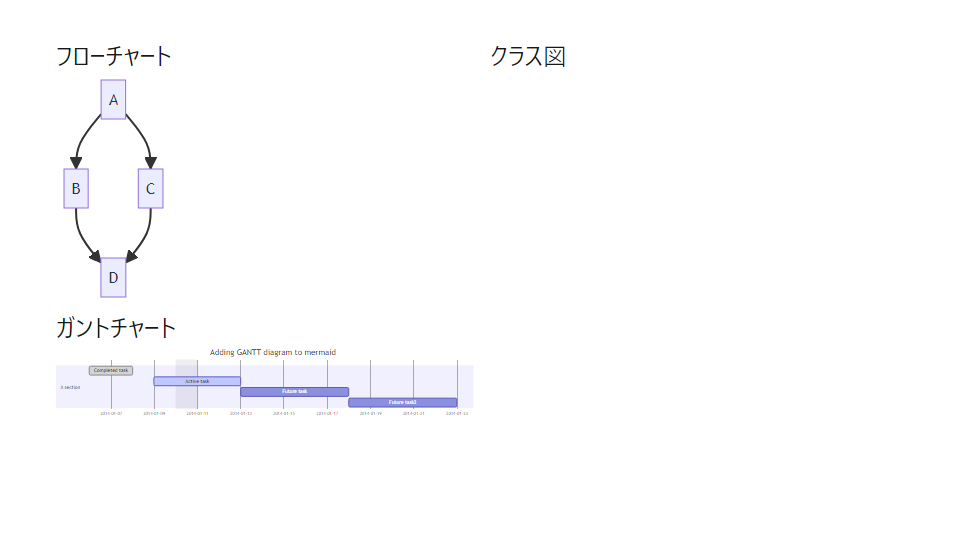 フローチャート
A
B
C
D
ガントチャート
Adding GANTT diagram to mermaid
Completed task
Active task
A section
Future task
Future task2
2014-01-07
2014-01-09
2014-01-11
2014-01-13
2014-01-15
2014-01-17
2014-01-19
2014-01-21
2014-01-23
クラス図